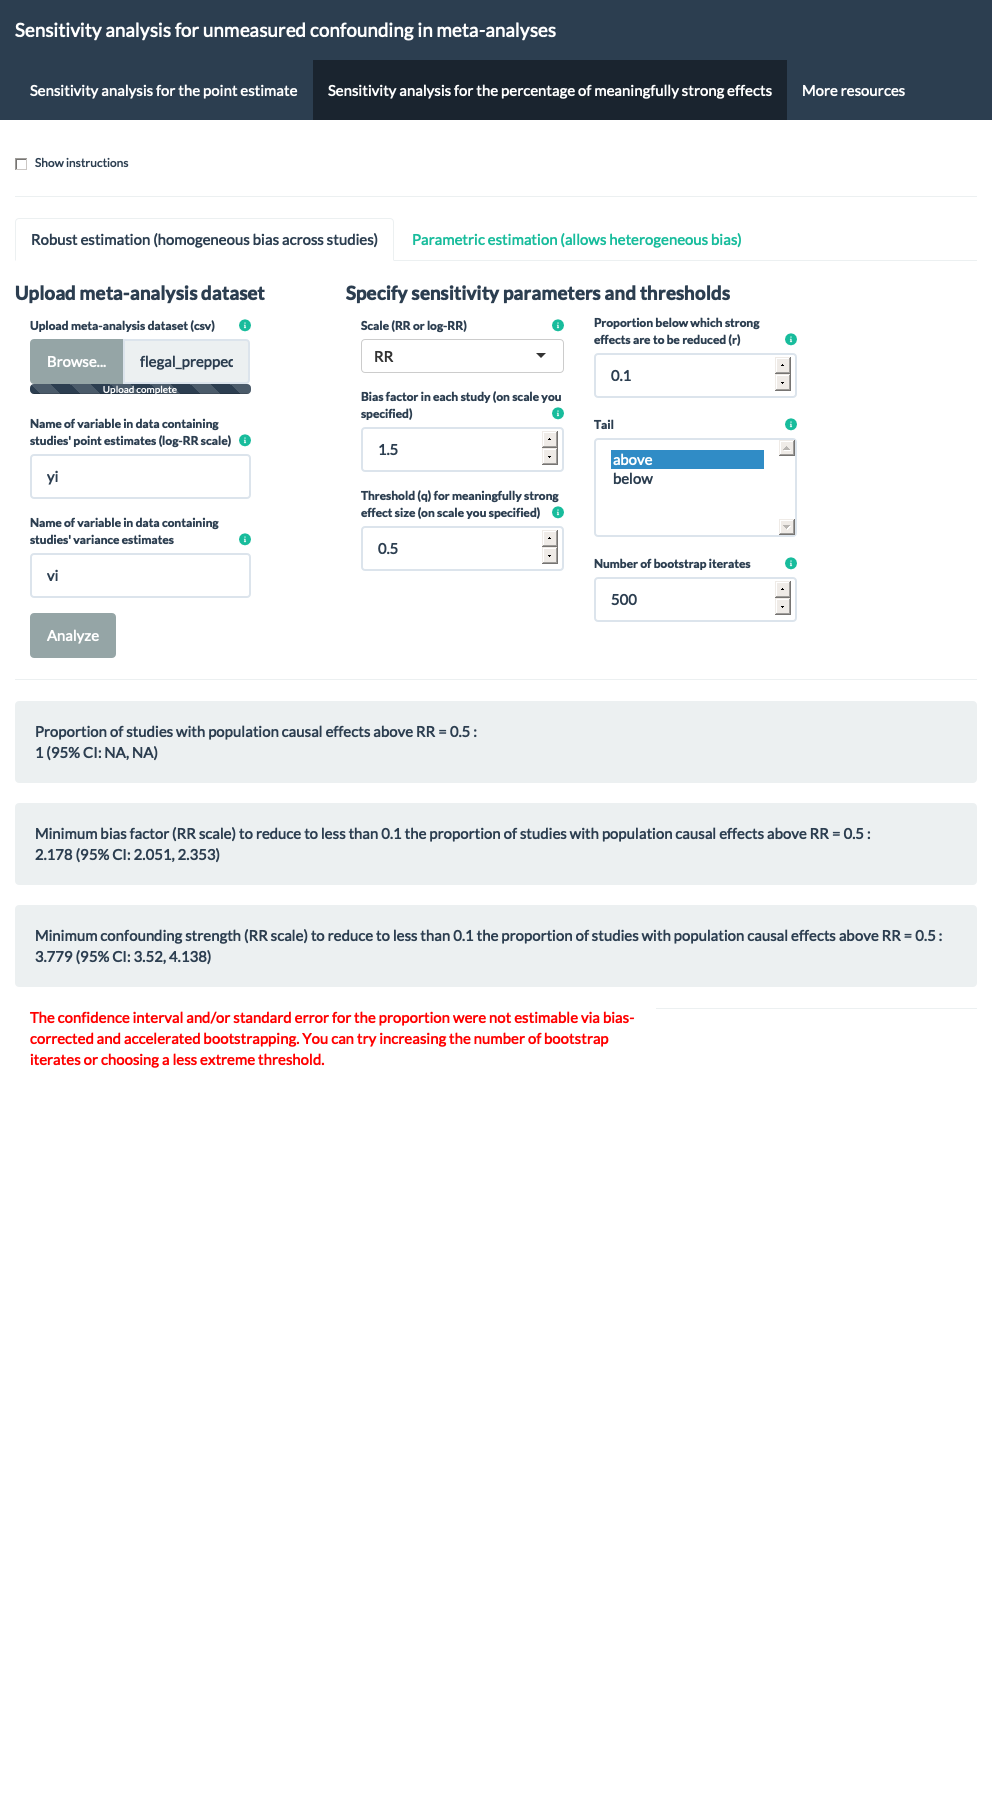 Sensitivity analysis for unmeasured confounding in meta-analyses
Sensitivity analysis for the point estimate
Sensitivity analysis for the percentage of meaningfully strong effects
More resources
Show instructions
Robust estimation (homogeneous bias across studies)
Parametric estimation (allows heterogeneous bias)
Upload meta-analysis dataset
Upload meta-analysis dataset (csv)
Browse...
flegal_prepped
Upload complete
Name of variable in data containing
studies' point estimates (log-RR scale)
yi
Name of variable in data containing
studies' variance estimates
vi
Analyze
Specify sensitivity parameters and thresholds
Scale (RR or log-RR)
RR
Bias factor in each study (on scale you
specified)
1.5
Threshold (q) for meaningfully strong
effect size (on scale you specified)
0.5
Proportion below which strong
effects are to be reduced (r)
0.1
Tail
above
below
Number of bootstrap iterates
500
Proportion of studies with population causal effects above RR = 0.5 :
1 (95% CI: NA, NA)
Minimum bias factor (RR scale) to reduce to less than 0.1 the proportion of studies with population causal effects above RR = 0.5 :
2.178 (95% CI: 2.051, 2.353)
Minimum confounding strength (RR scale) to reduce to less than 0.1 the proportion of studies with population causal effects above RR = 0.5 :
3.779 (95% CI: 3.52, 4.138)
The confidence interval and/or standard error for the proportion were not estimable via bias-
corrected and accelerated bootstrapping. You can try increasing the number of bootstrap
iterates or choosing a less extreme threshold.